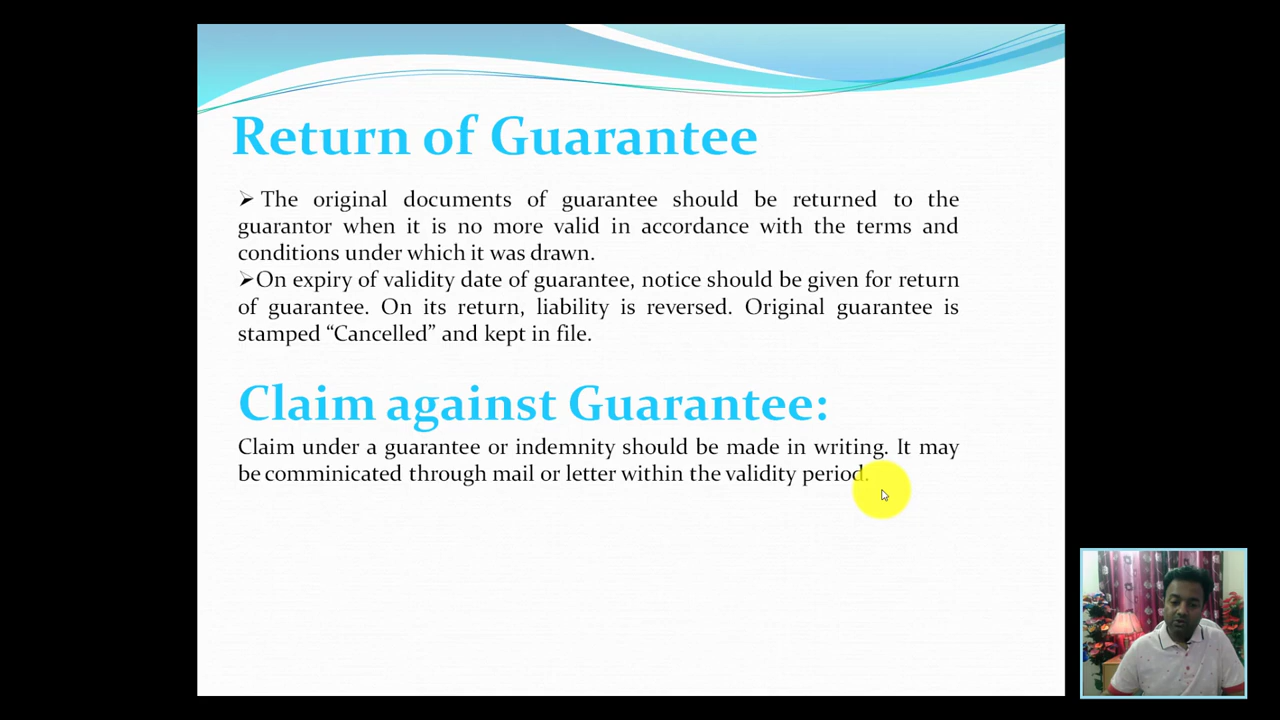 Return of Guarantee
➢ The original documents of guarantee should be returned to the
guarantor when it is no more valid in accordance with the terms and
conditions under which it was drawn.
➢On expiry of validity date of guarantee, notice should be given for return
of guarantee. On its return, liability is reversed. Original guarantee is
stamped “Cancelled” and kept in file.
Claim against Guarantee:
Claim under a guarantee or indemnity should be made in writing. It may
be comminicated through mail or letter within the validity period.